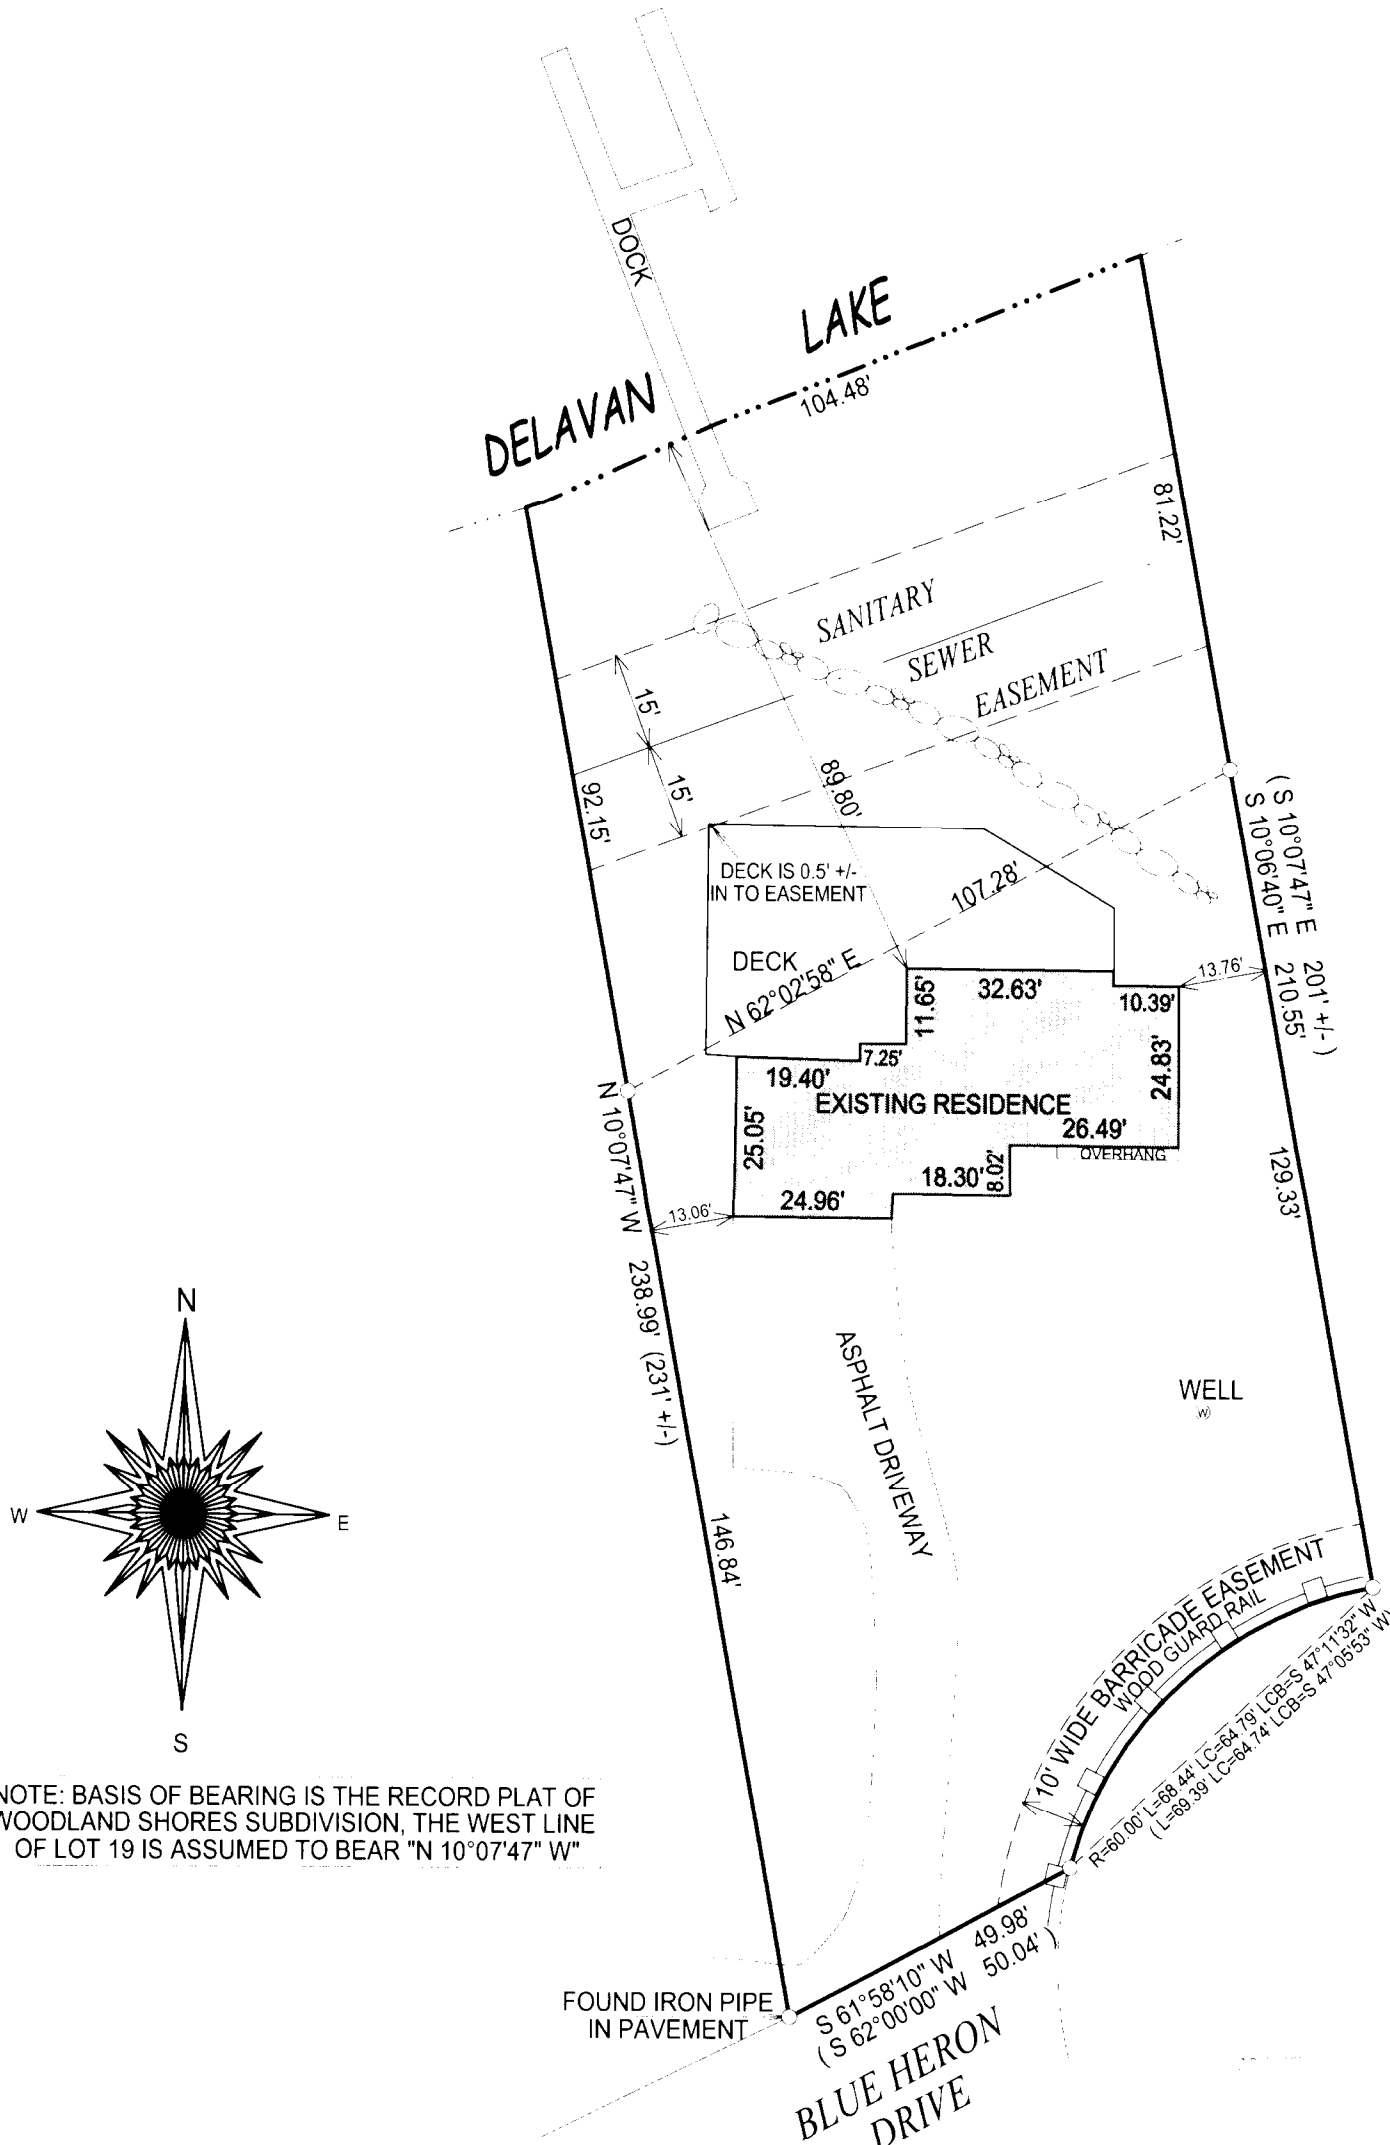 DOCK
DELAVAN LAKE
104.48'
81.22'
SANITARY
SEWER
EASEMENT
15'
15'
92.15'
89.80'
DECK IS 0.5' +/-
IN TO EASEMENT
107.28'
N 62°02'58" E
DECK
( S 10°07'47" E 201' +/- )
S 10°06'40" E 210.55'
13.76'
11.65'
32.63'
10.39'
7.25'
19.40'
24.83'
EXISTING RESIDENCE
25.05'
26.49'
OVERHANG
18.30'
8.02'
24.96'
13.06'
N 10°07'47" W 238.99' (231' +/-)
129.33'
N
W
E
S
ASPHALT DRIVEWAY
WELL
W
146.84'
10' WIDE BARRICADE EASEMENT
WOOD GUARD RAIL
R=60.00' L=68.44' LC=64.79' LCB=S 47°11'32" W
( L=69.39' LC=64.74' LCB=S 47°05'53" W)
NOTE: BASIS OF BEARING IS THE RECORD PLAT OF
WOODLAND SHORES SUBDIVISION, THE WEST LINE
OF LOT 19 IS ASSUMED TO BEAR "N 10°07'47" W"
FOUND IRON PIPE
IN PAVEMENT
S 61°58'10" W 49.98'
( S 62°00'00" W 50.04' )
BLUE HERON
DRIVE